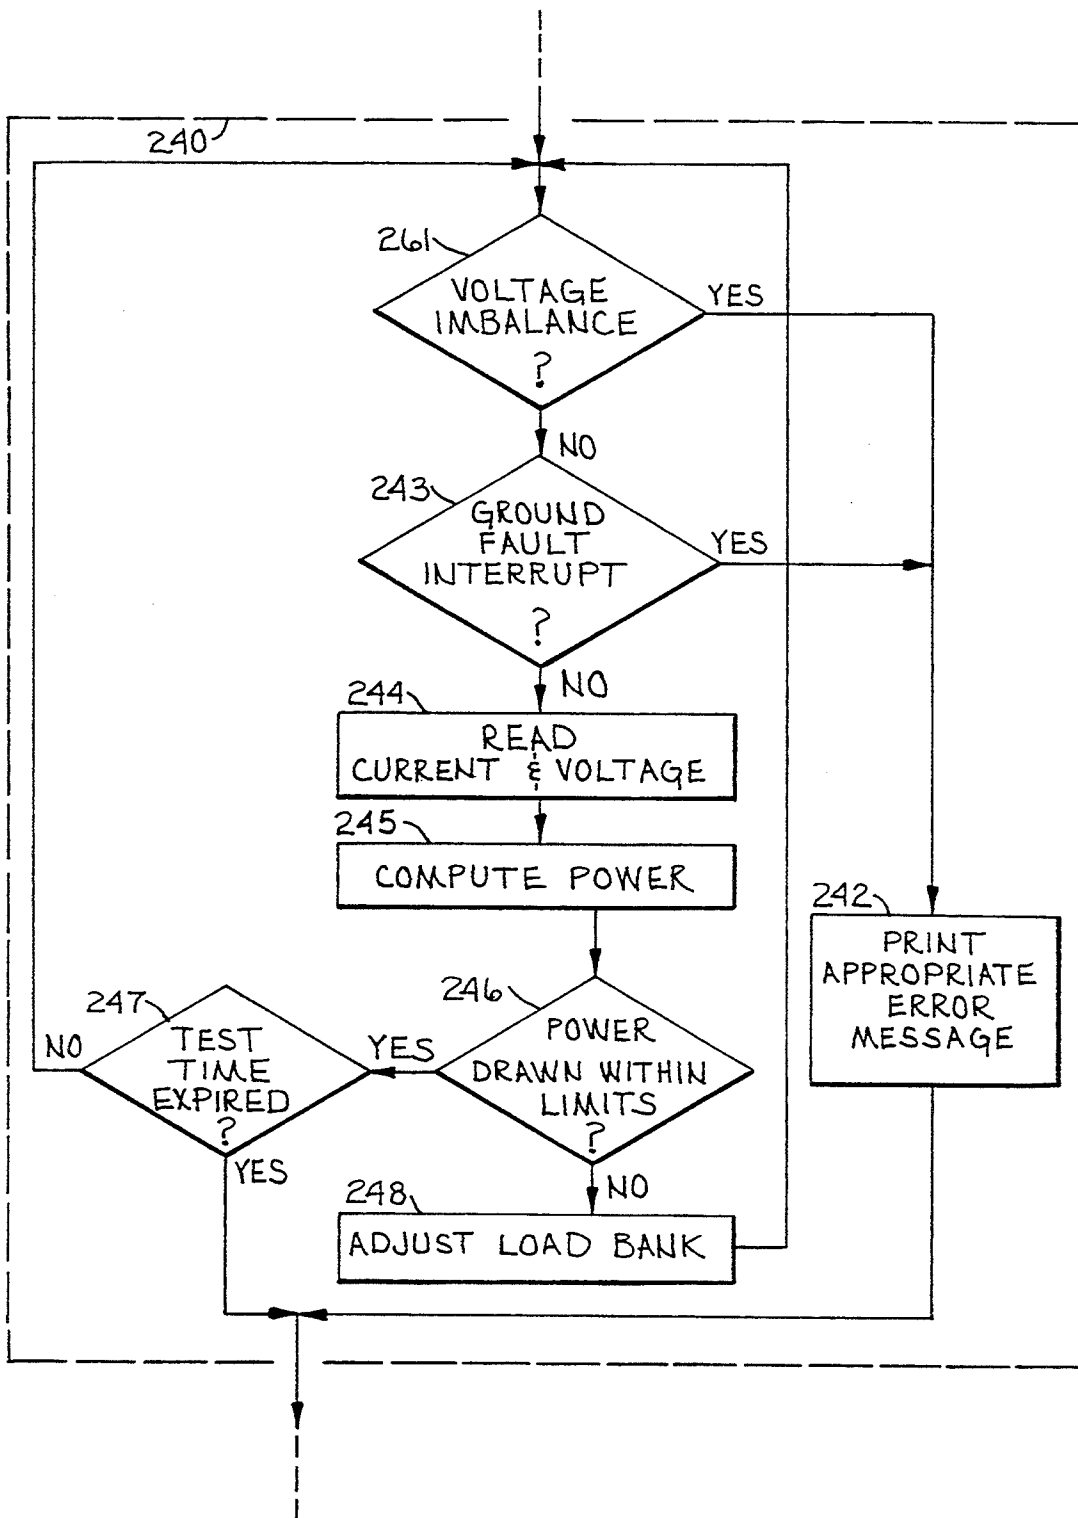 240
261
VOLTAGE
IMBALANCE
?
YES
NO
243
GROUND
FAULT
INTERRUPT
?
YES
NO
244
READ
CURRENT & VOLTAGE
245
COMPUTE POWER
242
PRINT
APPROPRIATE
ERROR
MESSAGE
246
POWER
DRAWN WITHIN
LIMITS
?
YES
NO
247
TEST
TIME
EXPIRED
?
NO
YES
248
ADJUST LOAD BANK